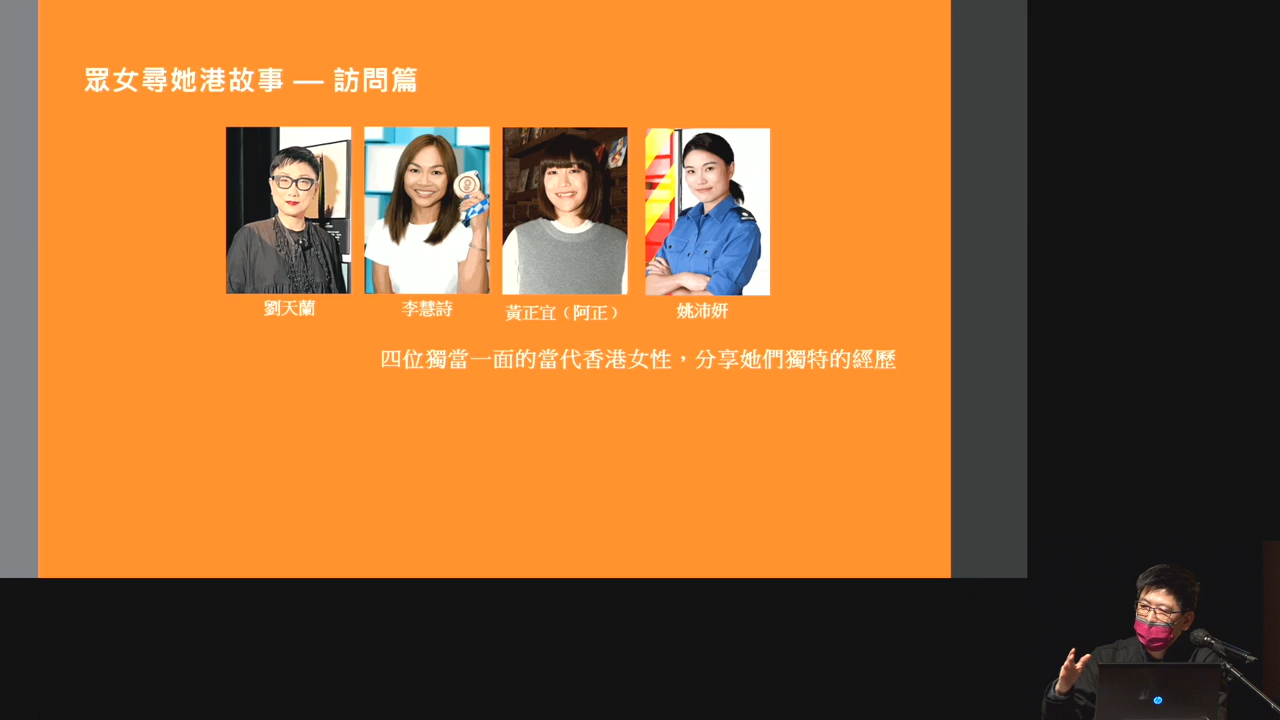 眾女尋她港故事 — 訪問篇
劉天蘭
李慧詩
黃正宜（阿正）
姚沛妍
四位獨當一面的當代香港女性，分享她們獨特的經歷
hp